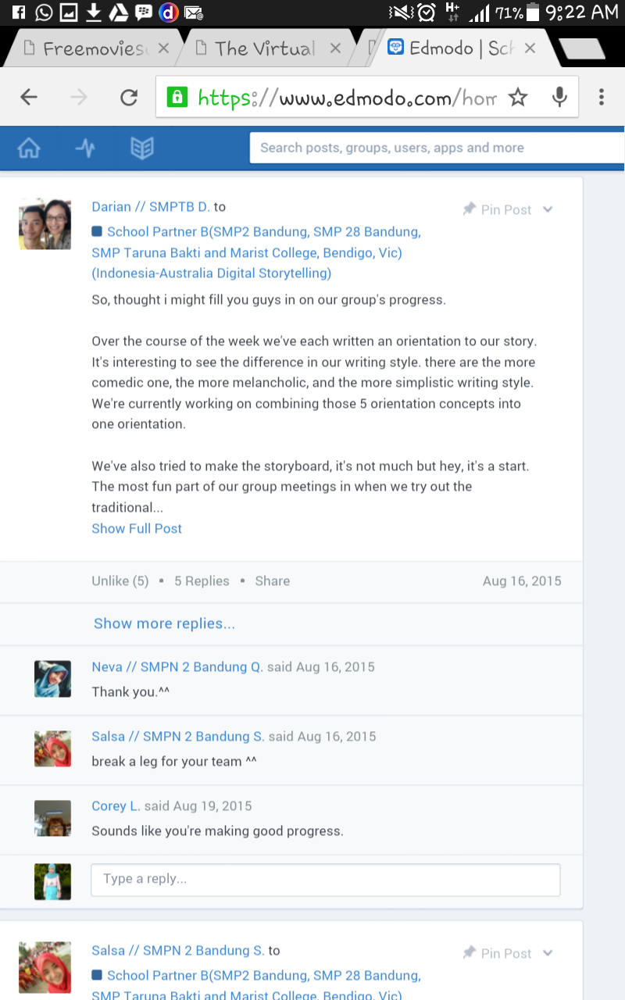 71% 9:22 AM
Freemovies
The Virtual
Edmodo | Sch
https://www.edmodo.com/hom
Search posts, groups, users, apps and more
Darian // SMPTB D. to
Pin Post
School Partner B(SMP2 Bandung, SMP 28 Bandung,
SMP Taruna Bakti and Marist College, Bendigo, Vic)
(Indonesia-Australia Digital Storytelling)
So, thought i might fill you guys in on our group's progress.
Over the course of the week we've each written an orientation to our story.
It's interesting to see the difference in our writing style. there are the more
comedic one, the more melancholic, and the more simplistic writing style.
We're currently working on combining those 5 orientation concepts into
one orientation.
We've also tried to make the storyboard, it's not much but hey, it's a start.
The most fun part of our group meetings in when we try out the
traditional...
Show Full Post
Unlike (5) • 5 Replies • Share
Aug 16, 2015
Show more replies...
Neva // SMPN 2 Bandung Q. said Aug 16, 2015
Thank you.^^
Salsa // SMPN 2 Bandung S. said Aug 16, 2015
break a leg for your team ^^
Corey L. said Aug 19, 2015
Sounds like you're making good progress.
Type a reply...
Salsa // SMPN 2 Bandung S. to
Pin Post
School Partner B(SMP2 Bandung, SMP 28 Bandung,
SMP Taruna Bakti and Marist College, Bendigo, Vic)